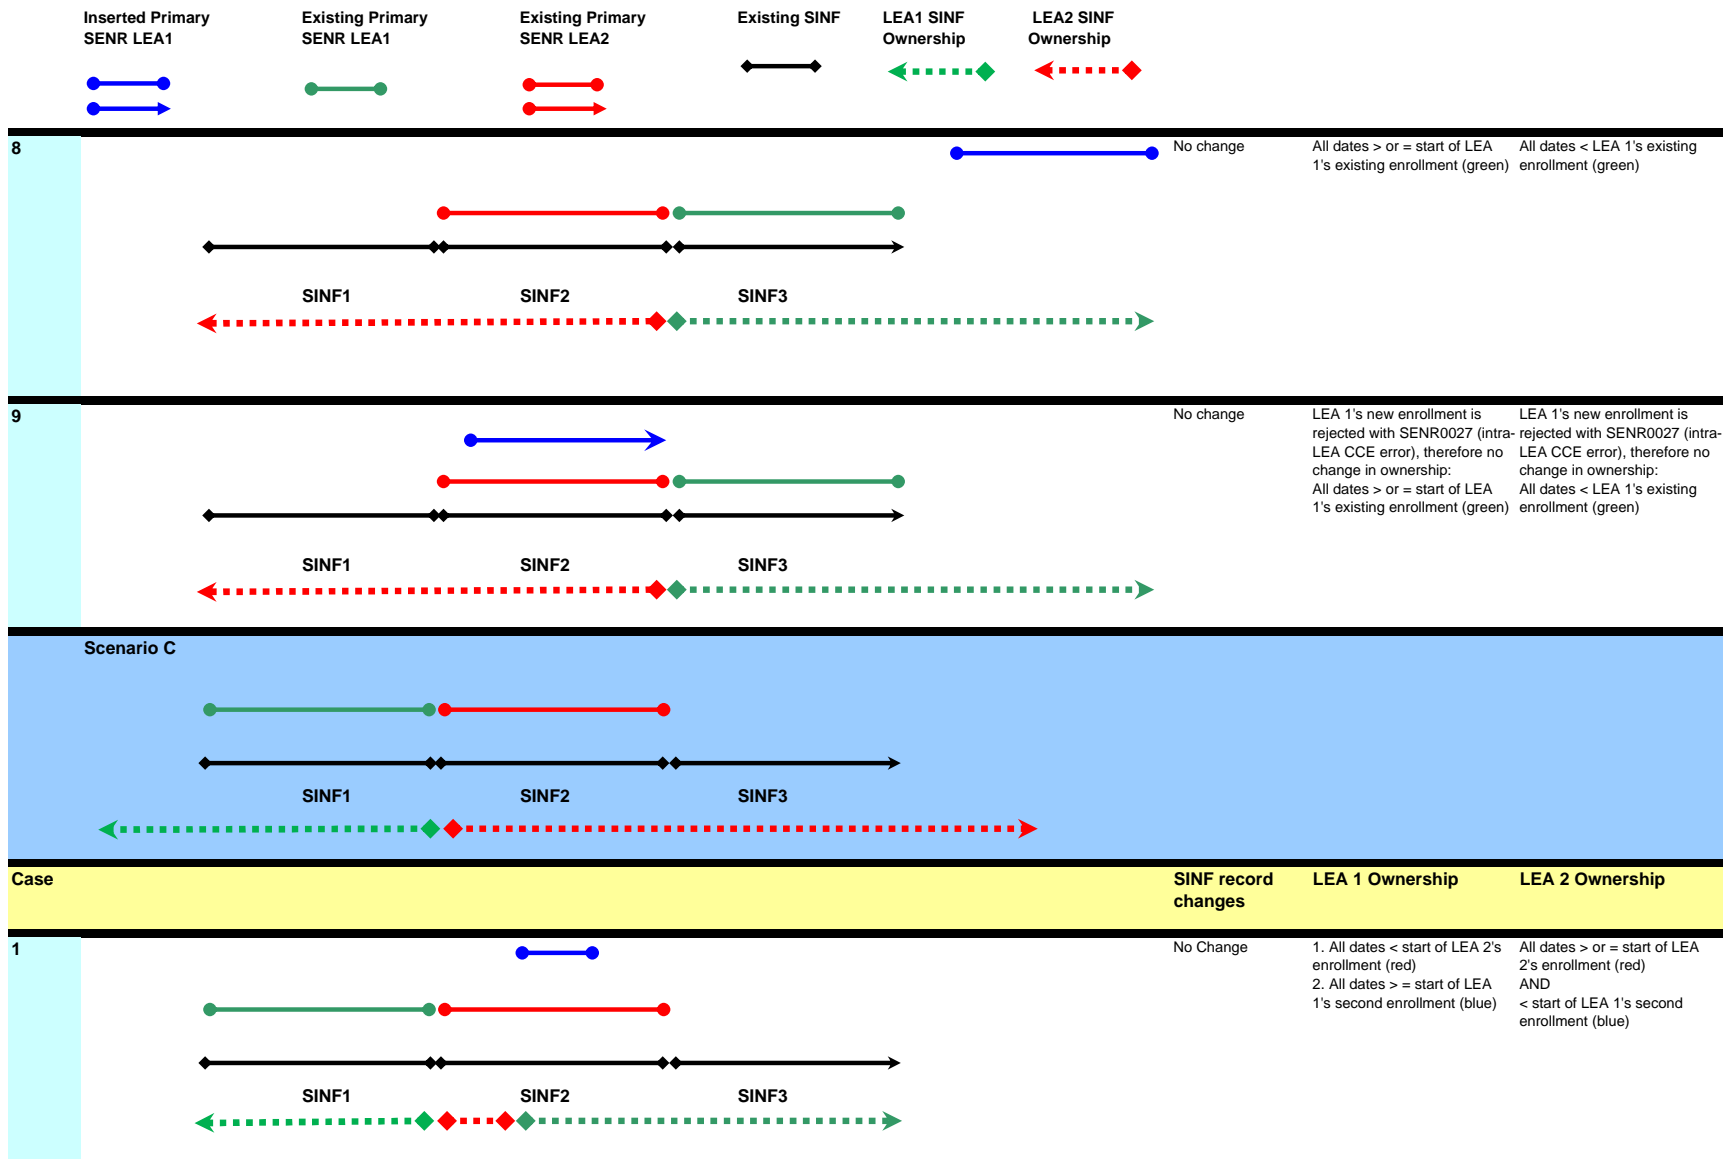 Inserted Primary
SENR LEA1
Existing Primary
SENR LEA1
Existing Primary
SENR LEA2
Existing SINF
LEA1 SINF
Ownership
LEA2 SINF
Ownership
8
No change
All dates > or = start of LEA
1's existing enrollment (green)
All dates < LEA 1's existing
enrollment (green)
SINF1
SINF2
SINF3
9
No change
LEA 1's new enrollment is
rejected with SENR0027 (intra-
LEA CCE error), therefore no
change in ownership:
All dates > or = start of LEA
1's existing enrollment (green)
LEA 1's new enrollment is
rejected with SENR0027 (intra-
LEA CCE error), therefore no
change in ownership:
All dates < LEA 1's existing
enrollment (green)
SINF1
SINF2
SINF3
Scenario C
SINF1
SINF2
SINF3
Case
SINF record
changes
LEA 1 Ownership
LEA 2 Ownership
1
No Change
1. All dates < start of LEA 2's
enrollment (red)
2. All dates > = start of LEA
1's second enrollment (blue)
All dates > or = start of LEA
2's enrollment (red)
AND
< start of LEA 1's second
enrollment (blue)
SINF1
SINF2
SINF3